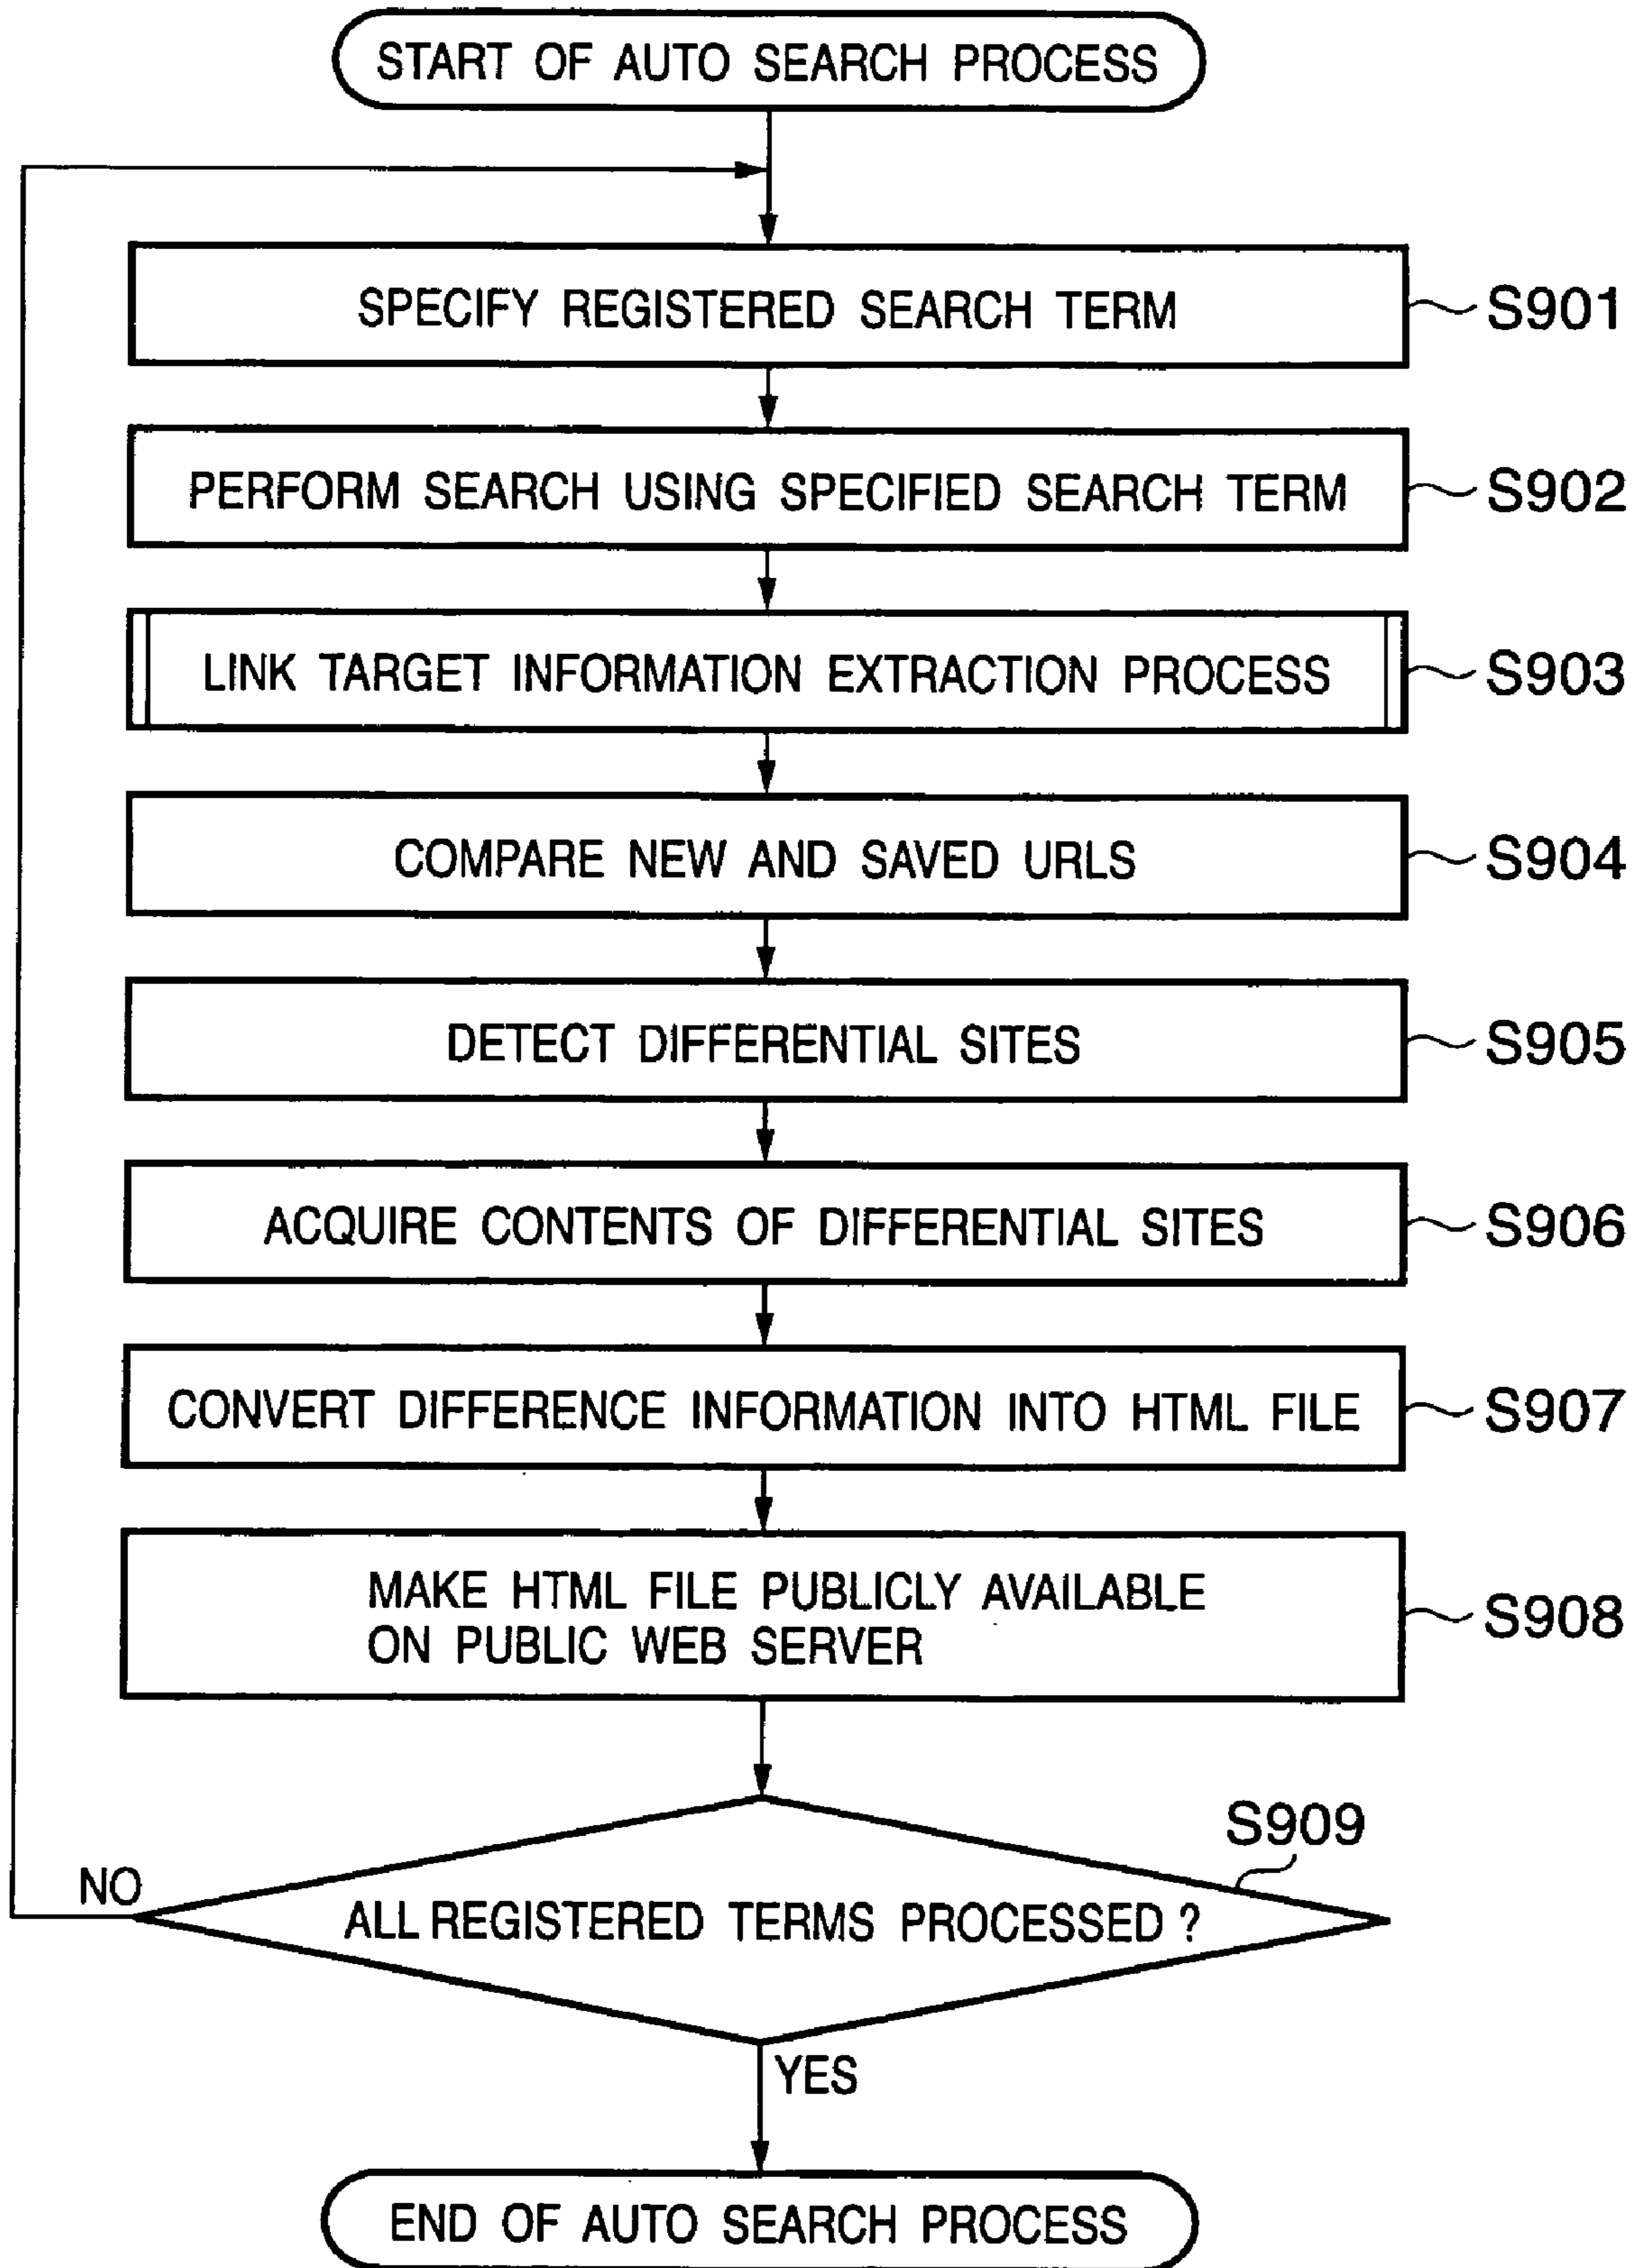 START OF AUTO SEARCH PROCESS
SPECIFY REGISTERED SEARCH TERM
S901
PERFORM SEARCH USING SPECIFIED SEARCH TERM
S902
LINK TARGET INFORMATION EXTRACTION PROCESS
S903
COMPARE NEW AND SAVED URLS
S904
DETECT DIFFERENTIAL SITES
S905
ACQUIRE CONTENTS OF DIFFERENTIAL SITES
S906
CONVERT DIFFERENCE INFORMATION INTO HTML FILE
S907
MAKE HTML FILE PUBLICLY AVAILABLE
ON PUBLIC WEB SERVER
S908
S909
NO
ALL REGISTERED TERMS PROCESSED ?
YES
END OF AUTO SEARCH PROCESS